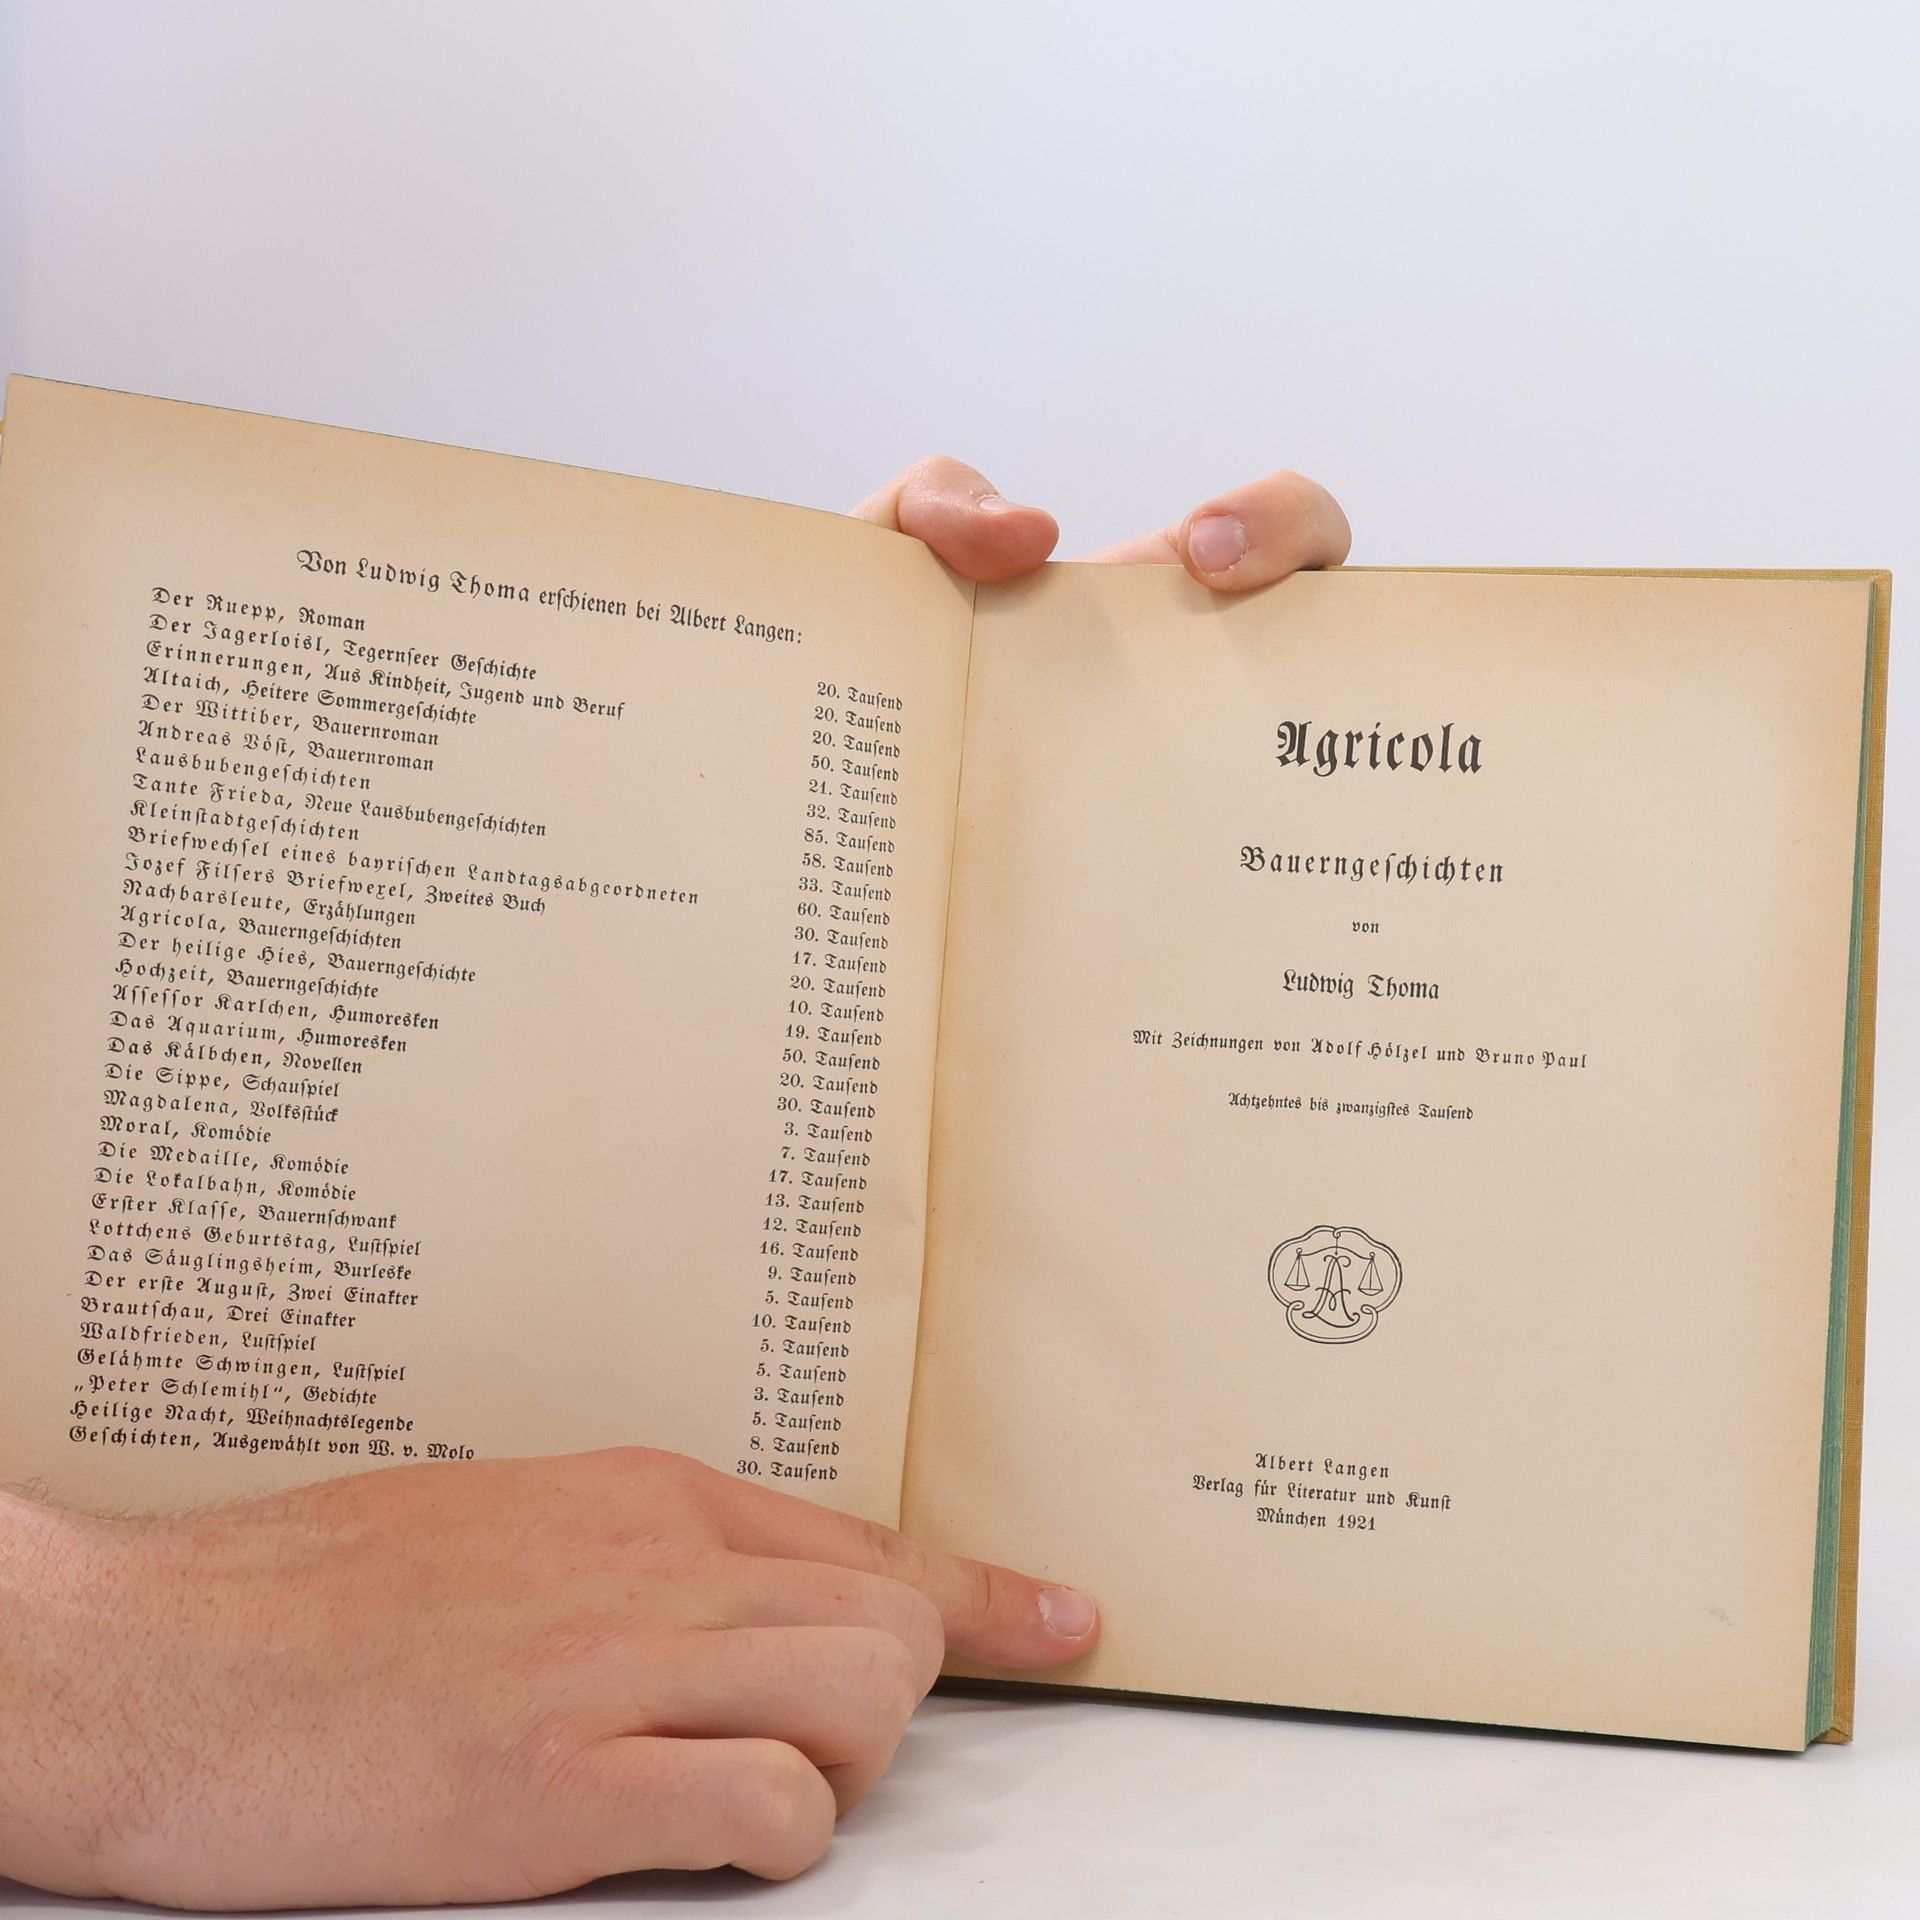 Von Ludwig Thoma erschienen bei Albert Langen:
Der Ruepp, Roman 20. Tausend
Der Jagerloisl, Tegernseer Geschichte 20. Tausend
Erinnerungen, Aus Kindheit, Jugend und Beruf 20. Tausend
Altaich, Heitere Sommergeschichte 50. Tausend
Der Wittiber, Bauernroman 21. Tausend
Andreas Vöst, Bauernroman 32. Tausend
Lausbubengeschichten 85. Tausend
Tante Frieda, Neue Lausbubengeschichten 58. Tausend
Kleinstadtgeschichten 33. Tausend
Briefwechsel eines bayrischen Landtagsabgeordneten 60. Tausend
Jozef Filsers Briefwexel, Zweites Buch 30. Tausend
Nachbarsleute, Erzählungen 17. Tausend
Agricola, Bauerngeschichten 20. Tausend
Der heilige Hies, Bauerngeschichte 10. Tausend
Hochzeit, Bauerngeschichte 19. Tausend
Assessor Karlchen, Humoresken 50. Tausend
Das Aquarium, Humoresken 20. Tausend
Das Kälbchen, Novellen 30. Tausend
Die Sippe, Schauspiel 3. Tausend
Magdalena, Volksstück 7. Tausend
Moral, Komödie 17. Tausend
Die Medaille, Komödie 13. Tausend
Die Lokalbahn, Komödie 12. Tausend
Erster Klasse, Bauernschwank 16. Tausend
Lottchens Geburtstag, Lustspiel 9. Tausend
Das Säuglingsheim, Burleske 5. Tausend
Der erste August, Zwei Einakter 10. Tausend
Brautschau, Drei Einakter 5. Tausend
Waldfrieden, Lustspiel 5. Tausend
Gelähmte Schwingen, Lustspiel 3. Tausend
„Peter Schlemihl“, Gedichte 5. Tausend
Heilige Nacht, Weihnachtslegende 8. Tausend
Geschichten, Ausgewählt von W. v. Molo 30. Tausend
Agricola
Bauerngeschichten
von
Ludwig Thoma
Mit Zeichnungen von Adolf Hölzel und Bruno Paul
Achtzehntes bis zwanzigstes Tausend
Albert Langen
Verlag für Literatur und Kunst
München 1921